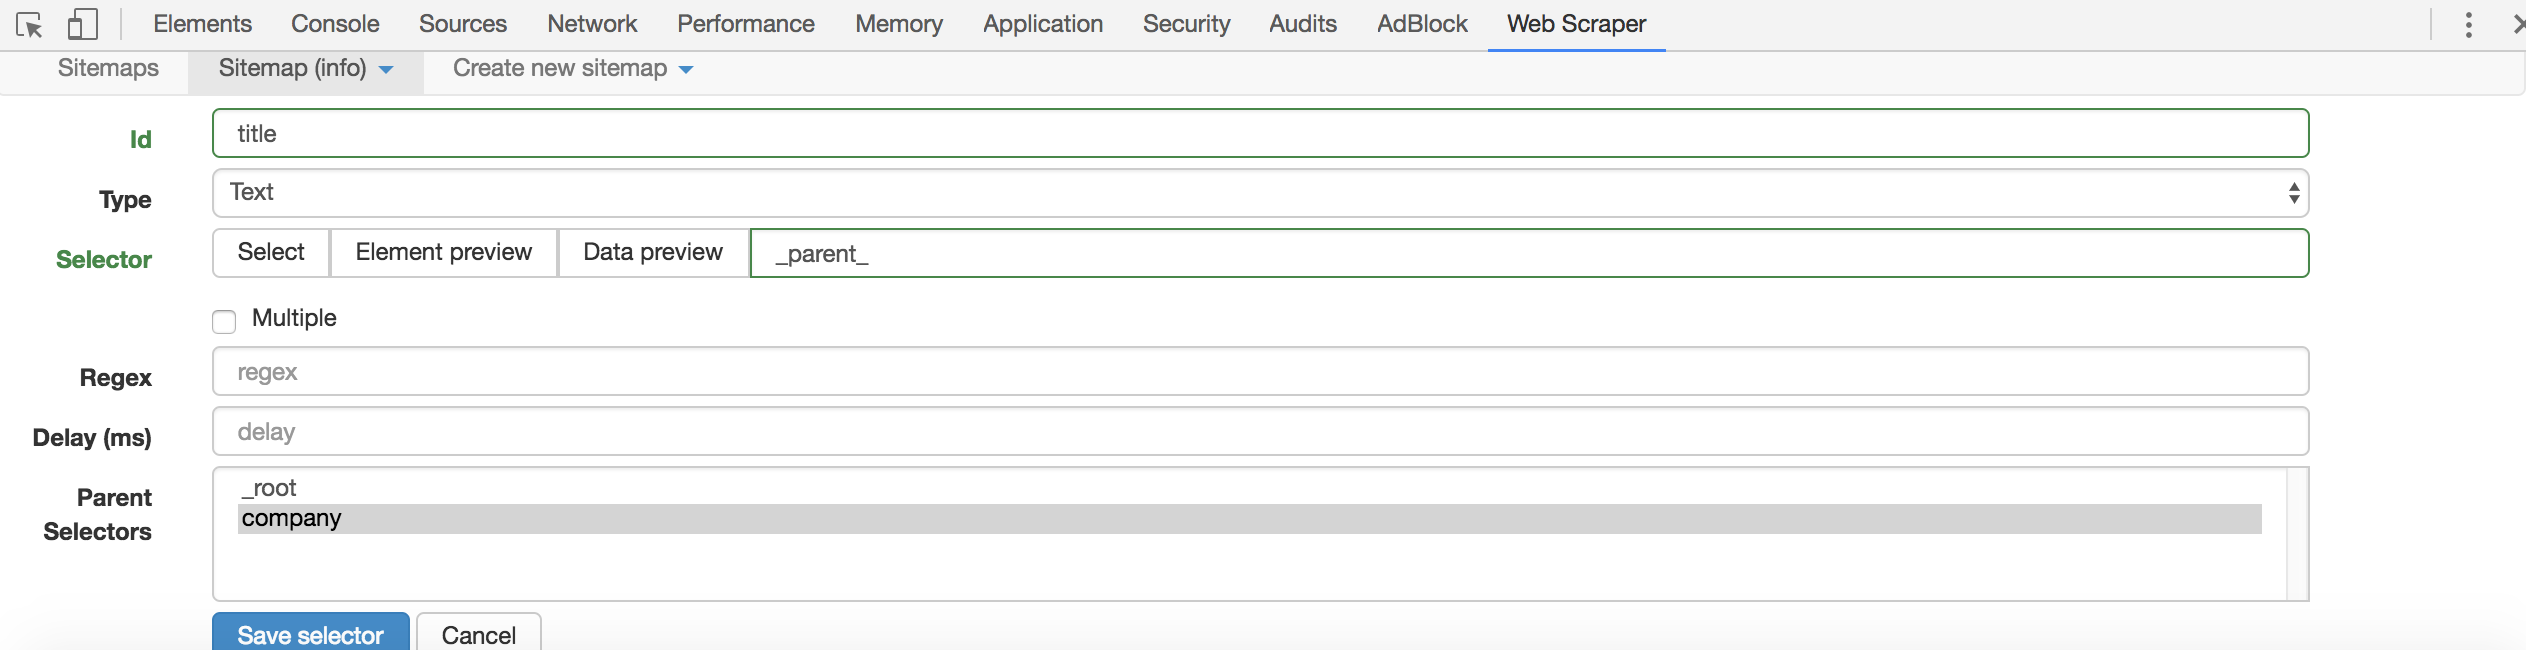 Elements Console Sources Network Performance Memory Application Security Audits AdBlock Web Scraper
Sitemaps Sitemap (info) Create new sitemap
Id title
Type Text
Selector Select Element preview Data preview _parent_
Multiple
Regex regex
Delay (ms) delay
Parent Selectors
_root
company
Save selector Cancel